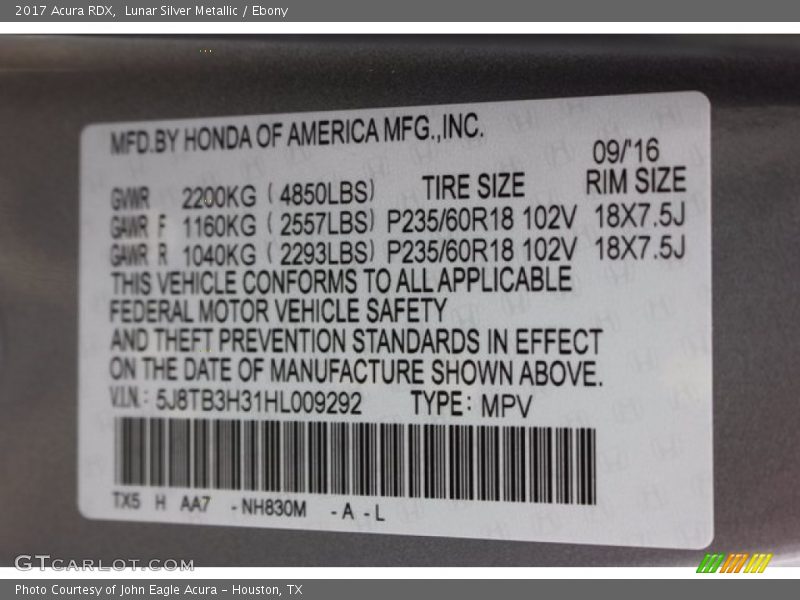 2017 Acura RDX,  Lunar Silver Metallic / Ebony
MFD.BY HONDA OF AMERICA MFG.,INC.
09/'16
GVWR 2200KG ( 4850LBS) TIRE SIZE RIM SIZE
GAWR F 1160KG ( 2557LBS) P235/60R18 102V 18X7.5J
GAWR R 1040KG ( 2293LBS) P235/60R18 102V 18X7.5J
THIS VEHICLE CONFORMS TO ALL APPLICABLE
FEDERAL MOTOR VEHICLE SAFETY
AND THEFT PREVENTION STANDARDS IN EFFECT
ON THE DATE OF MANUFACTURE SHOWN ABOVE.
V.I.N.: 5J8TB3H31HL009292 TYPE: MPV
TX5 H AA7 -NH830M -A-L
GTCARLOT.COM
Photo Courtesy of John Eagle Acura - Houston, TX